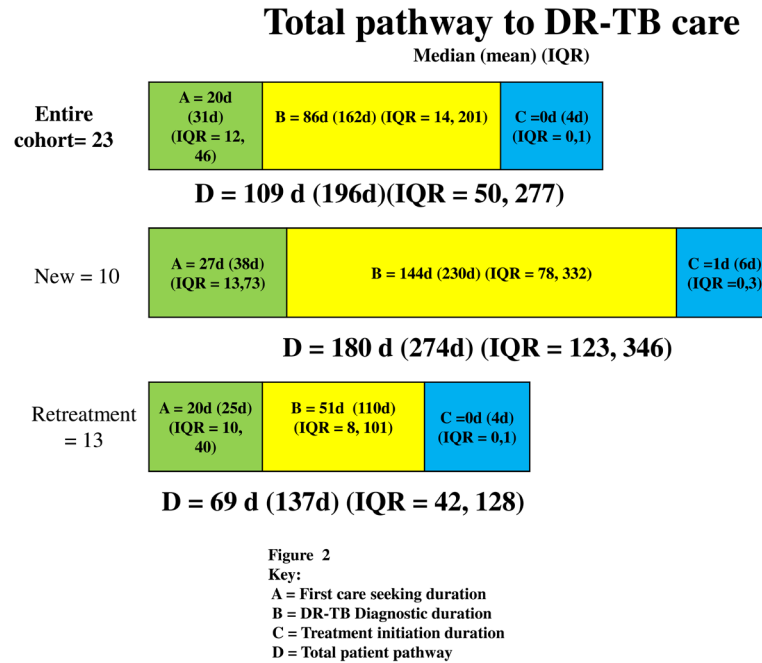 Total pathway to DR-TB care
Median (mean) (IQR)
Entire
cohort= 23
A = 20d
(31d)
(IQR = 12,
46)
B = 86d (162d) (IQR = 14, 201)
C =0d (4d)
(IQR = 0,1)
D = 109 d (196d)(IQR = 50, 277)
New = 10
A = 27d (38d)
(IQR = 13,73)
B = 144d (230d) (IQR = 78, 332)
C =1d (6d)
(IQR =0,3)
D = 180 d (274d) (IQR = 123, 346)
Retreatment
= 13
A = 20d (25d)
(IQR = 10,
40)
B = 51d  (110d)
(IQR = 8, 101)
C =0d (4d)
(IQR = 0,1)
D = 69 d (137d) (IQR = 42, 128)
Figure  2
Key:
A = First care seeking duration
B = DR-TB Diagnostic duration
C = Treatment initiation duration
D = Total patient pathway